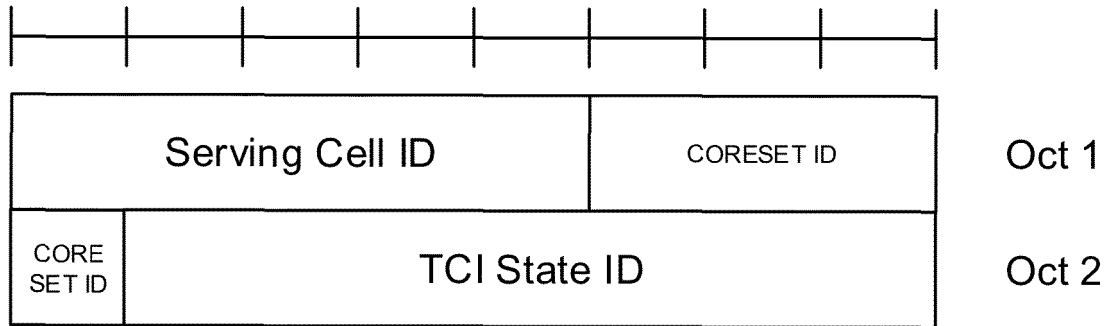 Serving Cell ID CORESET ID Oct 1
CORE
SET ID
TCI State ID Oct 2